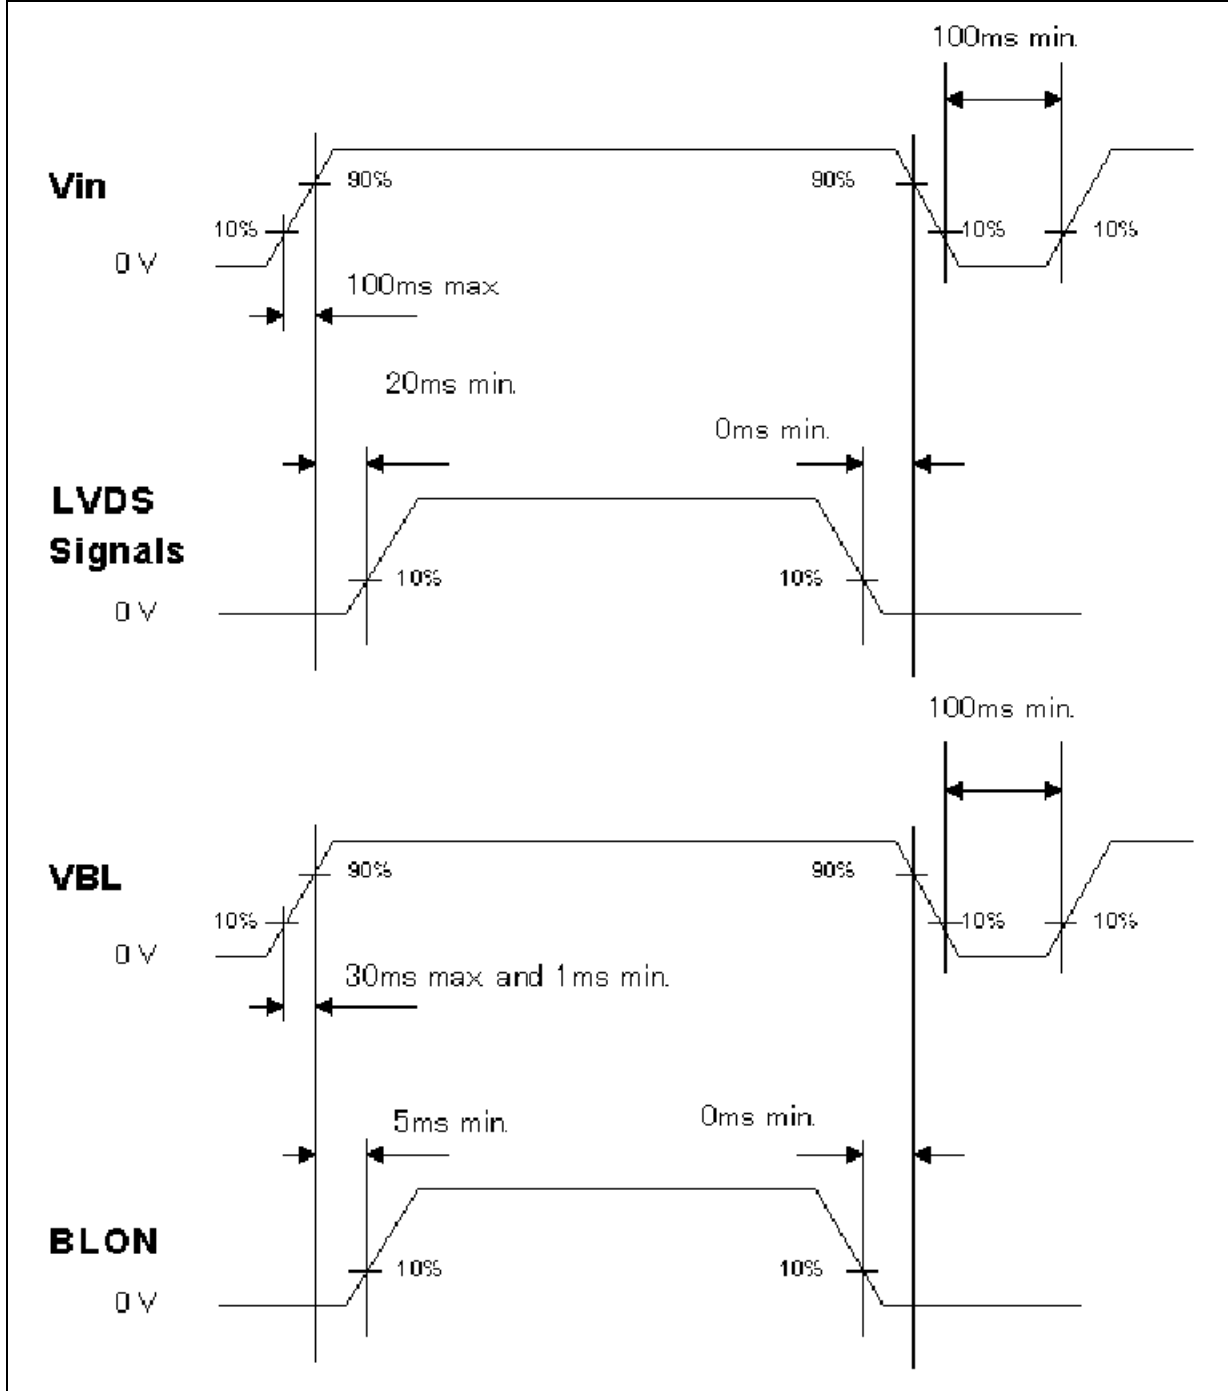 100ms min.
Vin
90%
90%
10%
10%
10%
0 V
100ms max
20ms min.
0ms min.
LVDS
Signals
10%
10%
0 V
100ms min.
VBL
90%
90%
10%
10%
10%
0 V
30ms max and 1ms min.
5ms min.
0ms min.
BLON
10%
10%
0 V